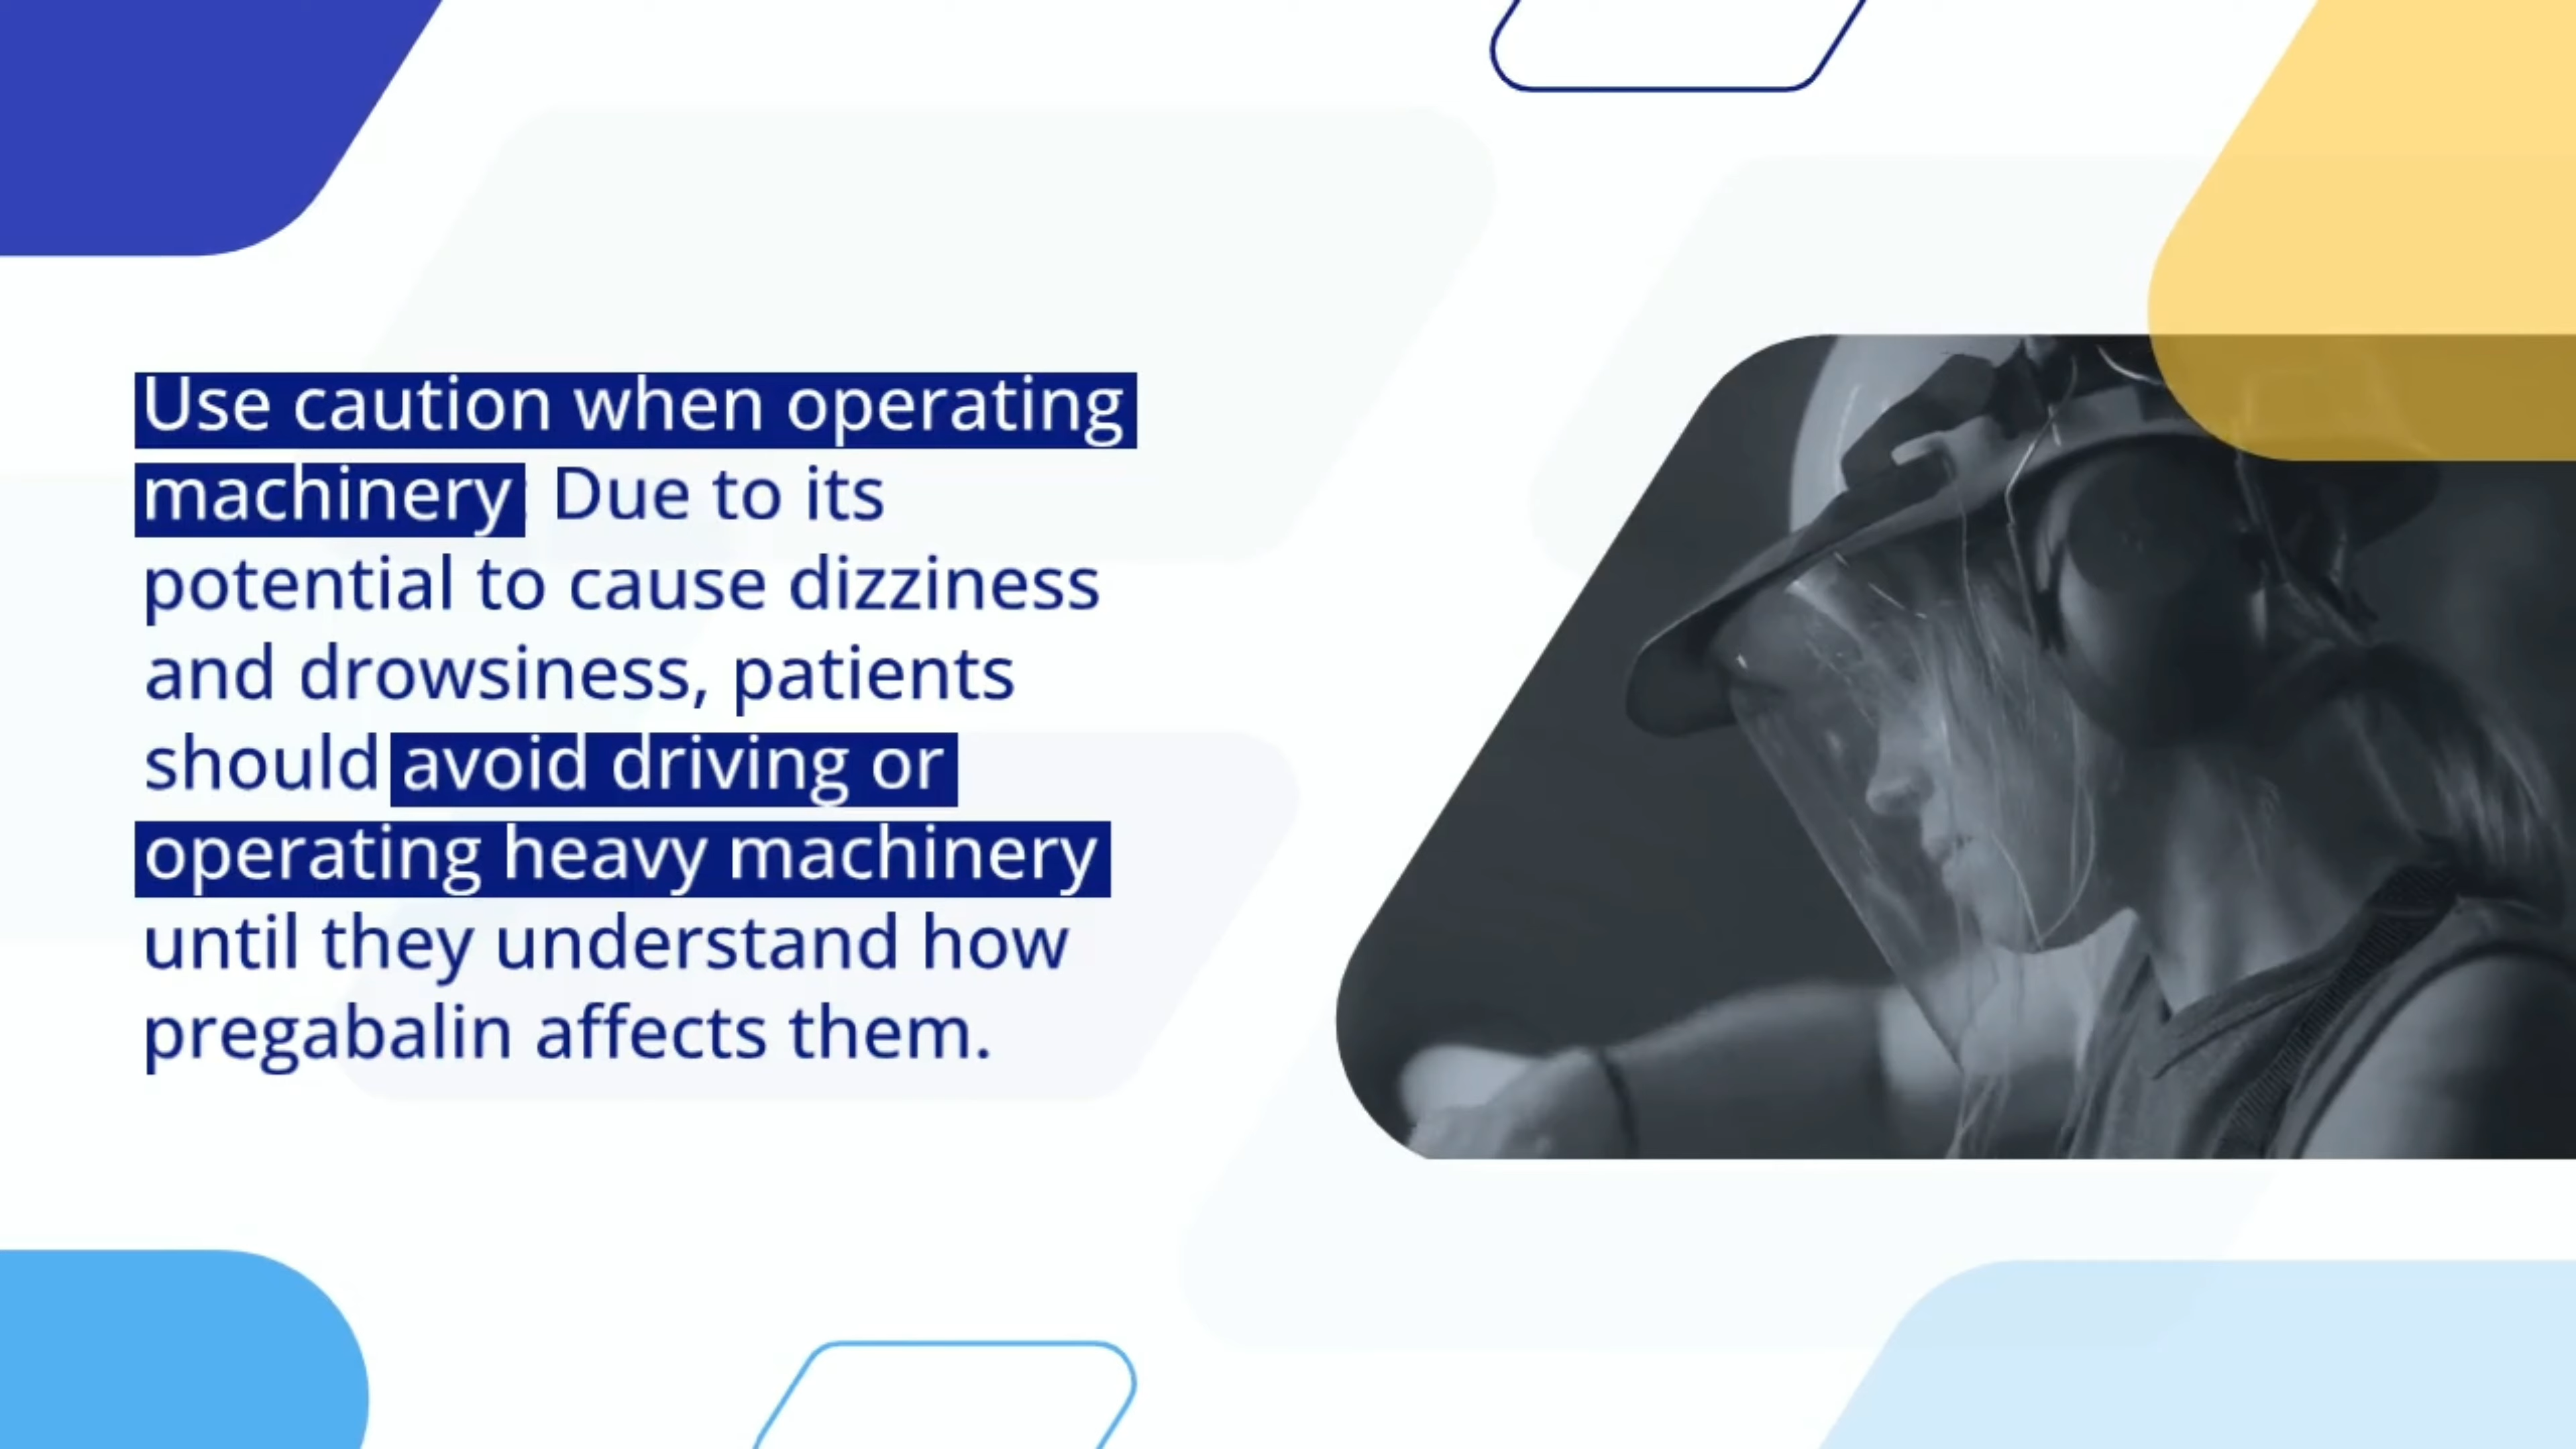 Use caution when operating
machinery: Due to its
potential to cause dizziness
and drowsiness, patients
should avoid driving or
operating heavy machinery
until they understand how
pregabalin affects them.